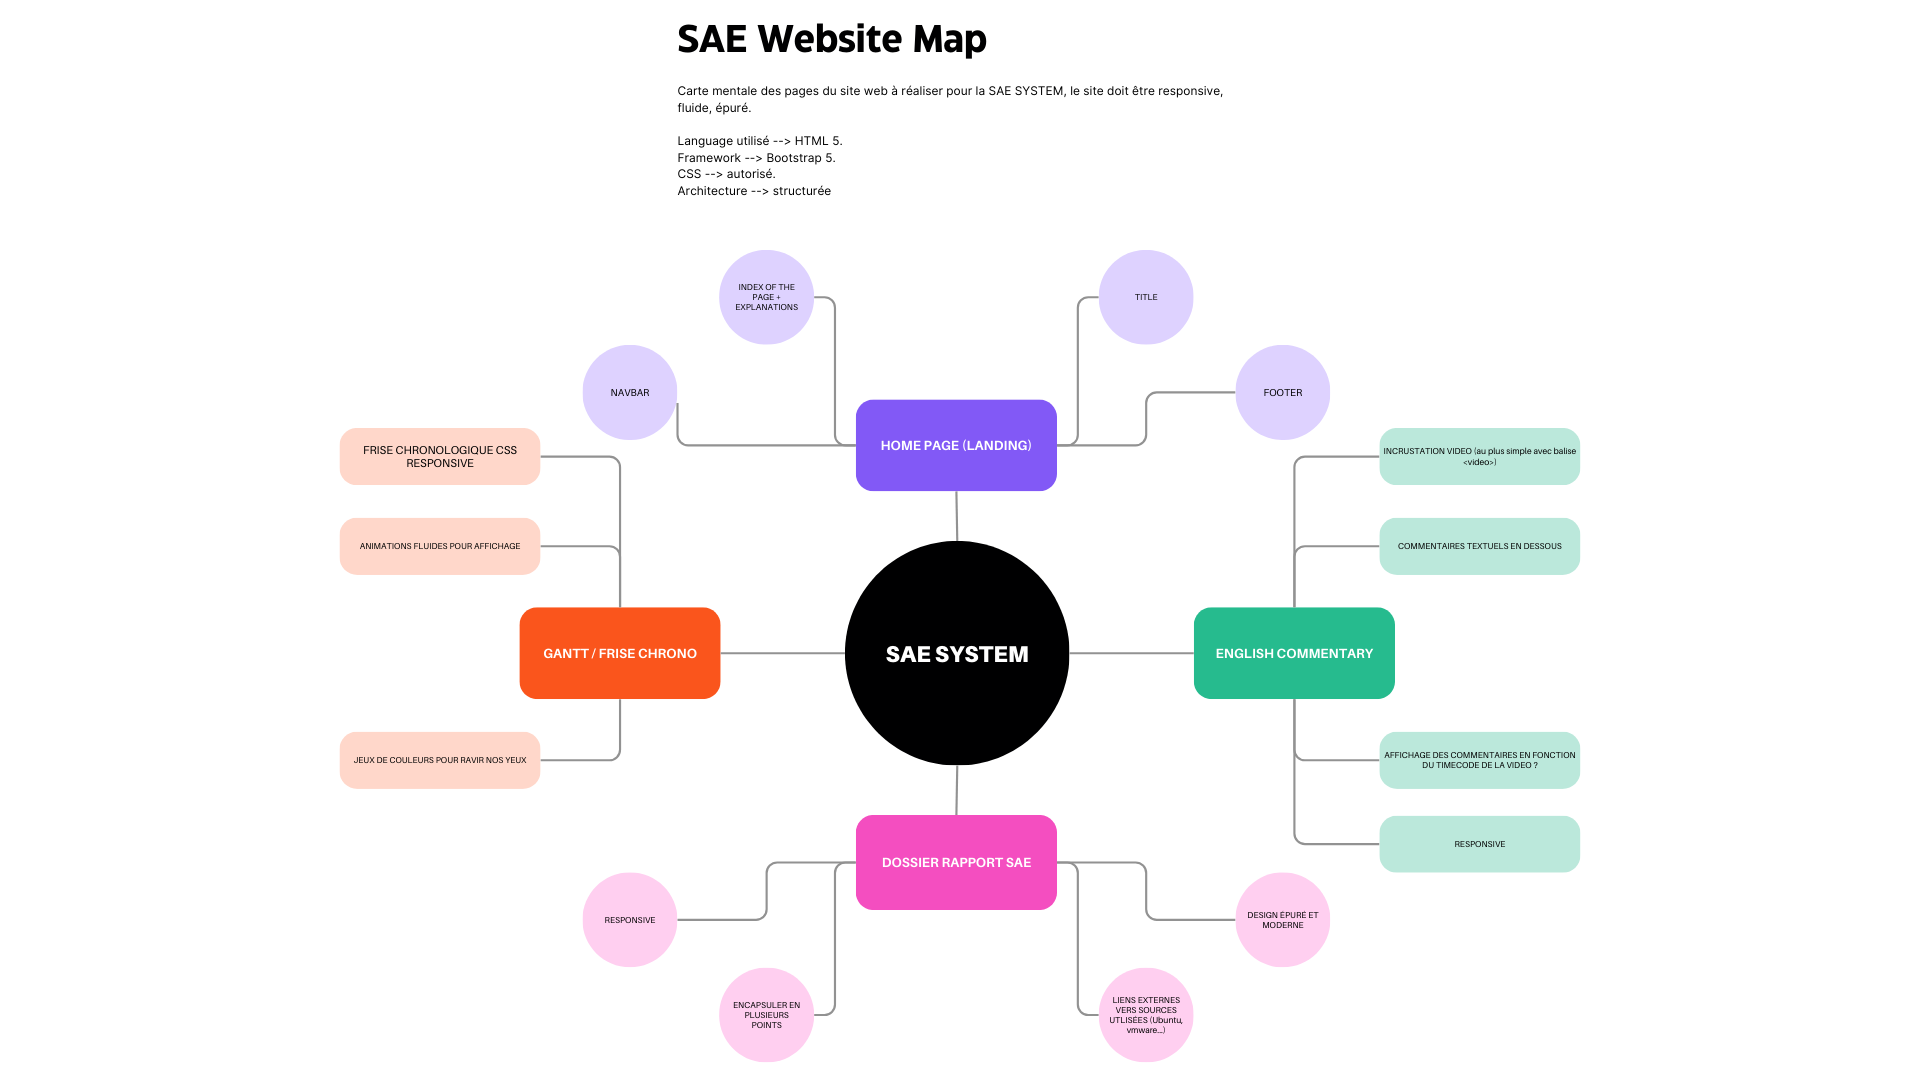 SAE Website Map
Carte mentale des pages du site web à réaliser pour la SAE SYSTEM, le site doit être responsive,
fluide, épuré.
Language utilisé --> HTML 5.
Framework --> Bootstrap 5.
CSS --> autorisé.
Architecture --> structurée
INDEX OF THE
PAGE +
EXPLANATIONS
TITLE
NAVBAR
FOOTER
HOME PAGE (LANDING)
FRISE CHRONOLOGIQUE CSS
RESPONSIVE
ANIMATIONS FLUIDES POUR AFFICHAGE
GANTT / FRISE CHRONO
JEUX DE COULEURS POUR RAVIR NOS YEUX
SAE SYSTEM
INCRUSTATION VIDEO (au plus simple avec balise
<video>)
COMMENTAIRES TEXTUELS EN DESSOUS
ENGLISH COMMENTARY
AFFICHAGE DES COMMENTAIRES EN FONCTION
DU TIMECODE DE LA VIDEO ?
RESPONSIVE
DOSSIER RAPPORT SAE
RESPONSIVE
DESIGN ÉPURÉ ET
MODERNE
ENCAPSULER EN
PLUSIEURS
POINTS
LIENS EXTERNES
VERS SOURCES
UTLISÉES (Ubuntu,
vmware...)